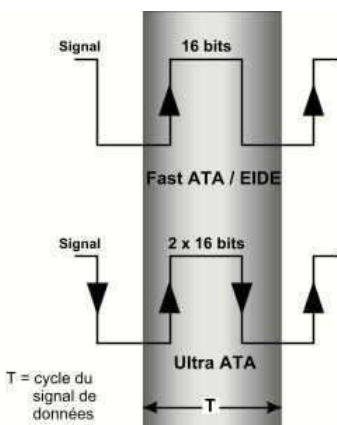 Signal
16 bits
Fast ATA / EIDE
Signal
2 x 16 bits
Ultra ATA
T = cycle du
signal de
données
T